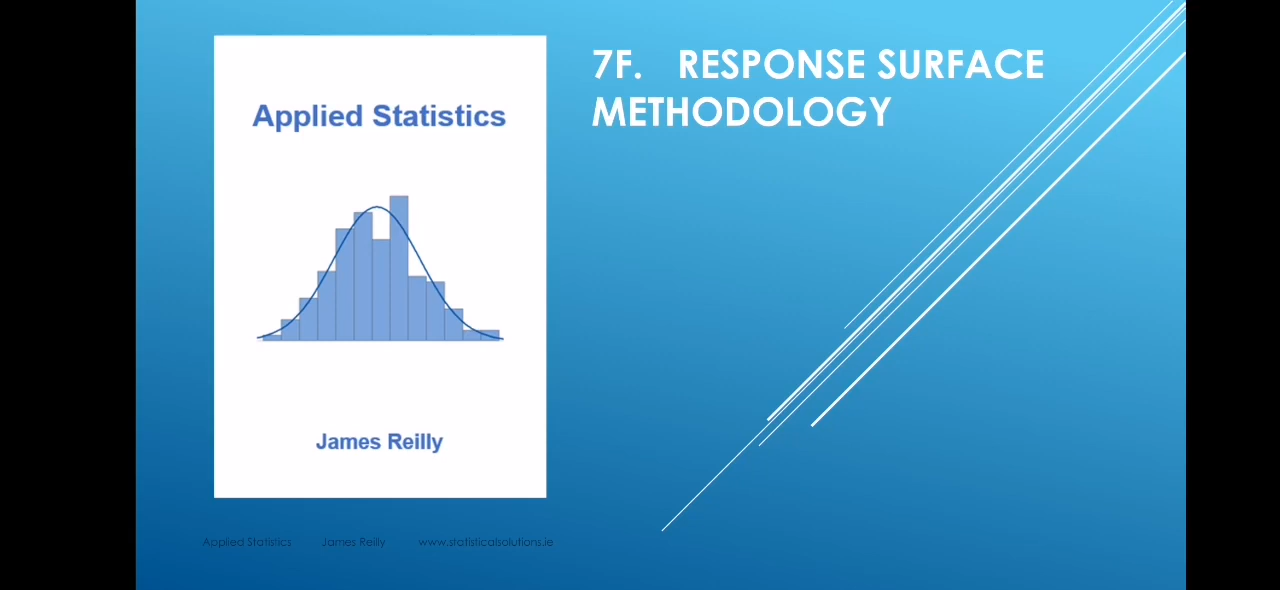 7F. RESPONSE SURFACE
METHODOLOGY
Applied Statistics
James Reilly
Applied Statistics James Reilly www.statisticalsolutions.ie